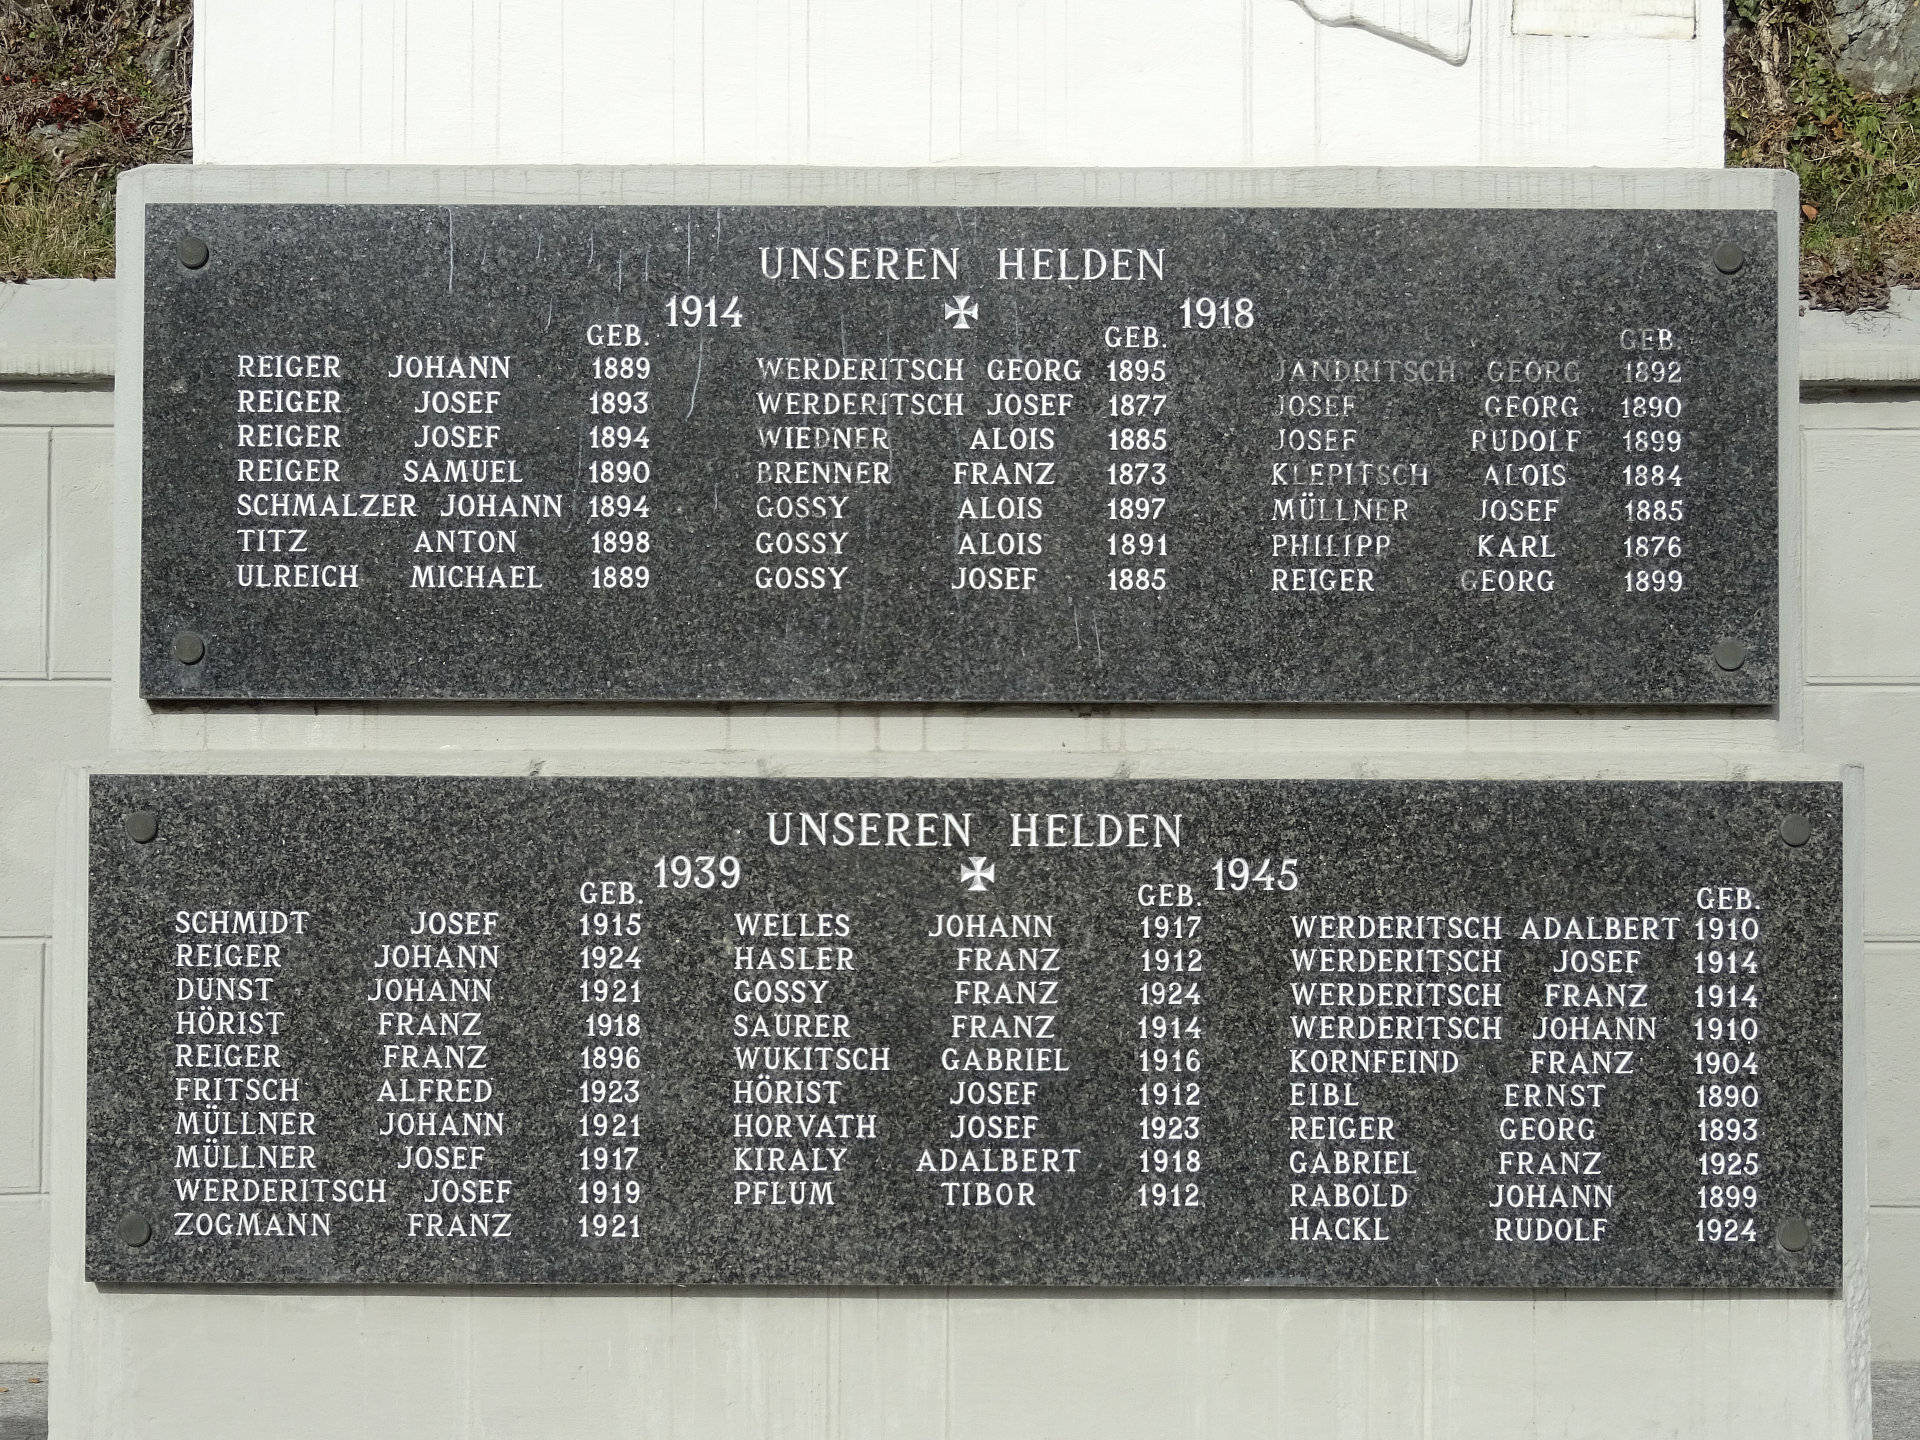 UNSEREN HELDEN
1914 1918
GEB. GEB. GEB.
REIGER JOHANN 1889 WERDERITSCH GEORG 1895 JANDRITSCH GEORG 1892
REIGER JOSEF 1893 WERDERITSCH JOSEF 1877 JOSEF GEORG 1890
REIGER JOSEF 1894 WIEDNER ALOIS 1885 JOSEF RUDOLF 1899
REIGER SAMUEL 1890 BRENNER FRANZ 1873 KLEPITSCH ALOIS 1884
SCHMALZER JOHANN 1894 GOSSY ALOIS 1897 MÜLLNER JOSEF 1885
TITZ ANTON 1898 GOSSY ALOIS 1891 PHILIPP KARL 1876
ULREICH MICHAEL 1889 GOSSY JOSEF 1885 REIGER GEORG 1899
UNSEREN HELDEN
1939 1945
GEB. GEB. GEB.
SCHMIDT JOSEF 1915 WELLES JOHANN 1917 WERDERITSCH ADALBERT 1910
REIGER JOHANN 1924 HASLER FRANZ 1912 WERDERITSCH JOSEF 1914
DUNST JOHANN 1921 GOSSY FRANZ 1924 WERDERITSCH FRANZ 1914
HÖRIST FRANZ 1918 SAURER FRANZ 1914 WERDERITSCH JOHANN 1910
REIGER FRANZ 1896 WUKITSCH GABRIEL 1916 KORNFEIND FRANZ 1904
FRITSCH ALFRED 1923 HÖRIST JOSEF 1912 EIBL ERNST 1890
MÜLLNER JOHANN 1921 HORVATH JOSEF 1923 REIGER GEORG 1893
MÜLLNER JOSEF 1917 KIRALY ADALBERT 1918 GABRIEL FRANZ 1925
WERDERITSCH JOSEF 1919 PFLUM TIBOR 1912 RABOLD JOHANN 1899
ZOGMANN FRANZ 1921 HACKL RUDOLF 1924